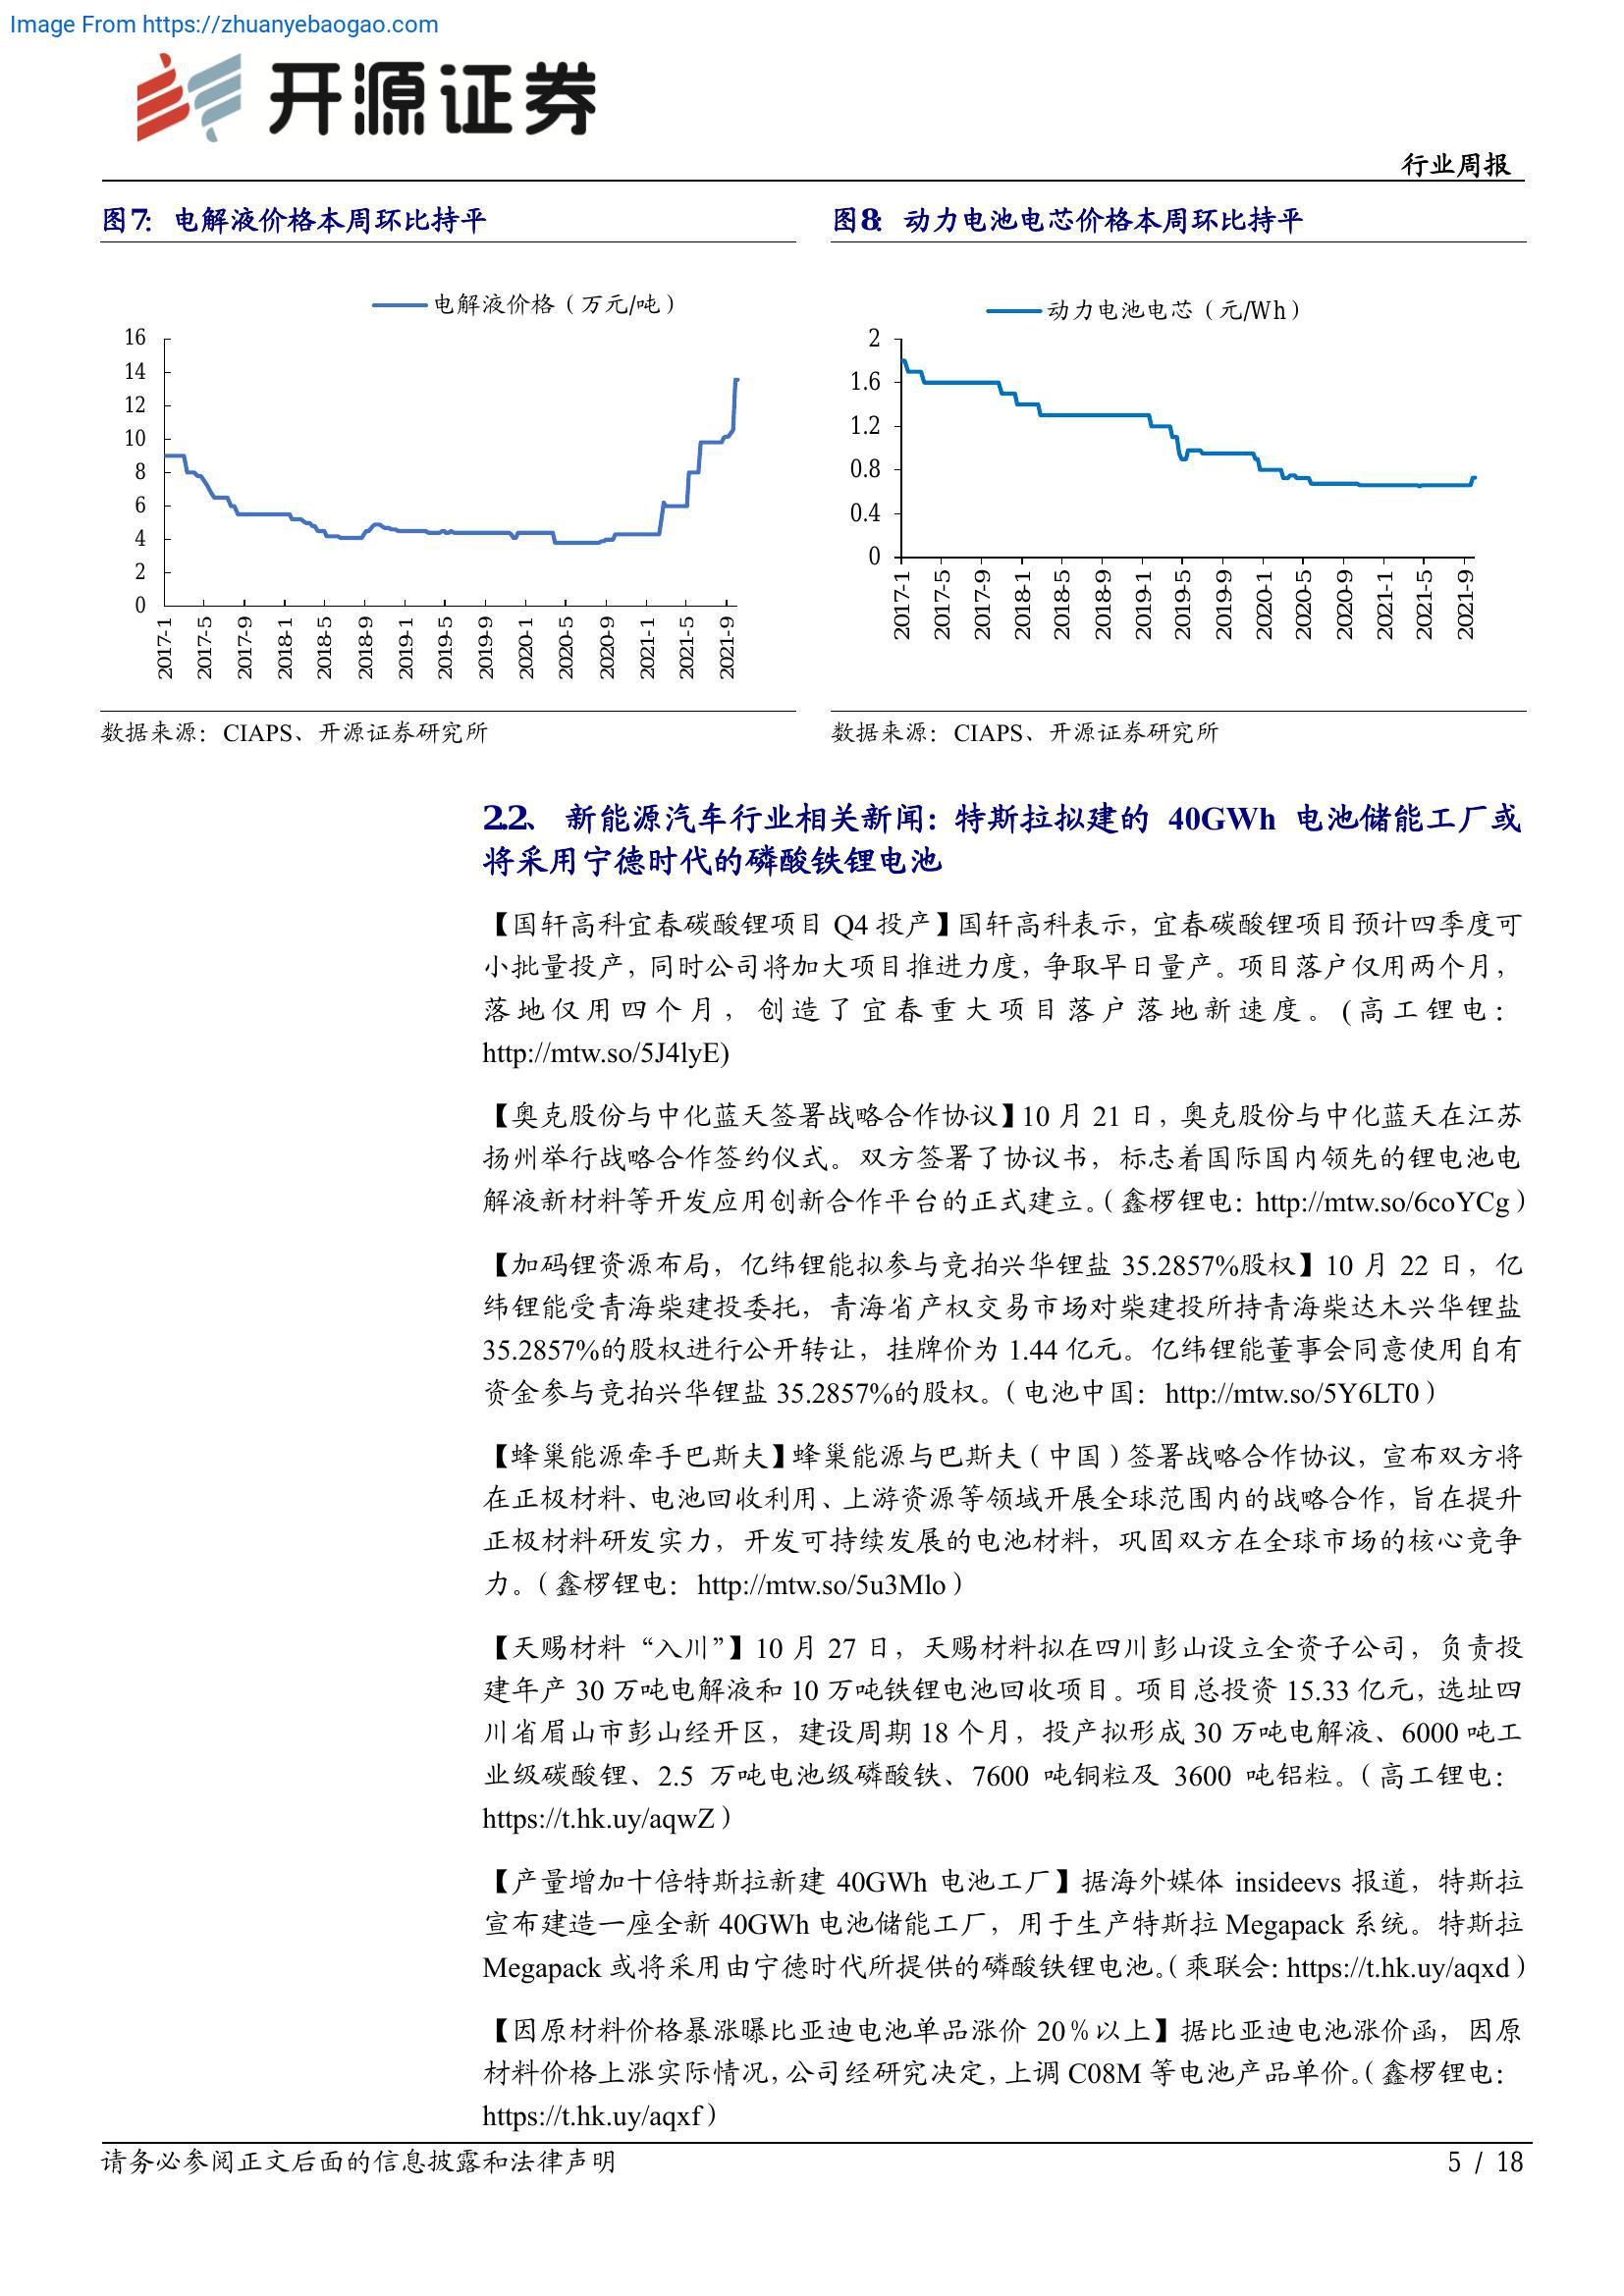 Image From https://zhuanyebaogao.com
开源证券
行业周报
图7: 电解液价格本周环比持平
电解液价格（万元/吨）
16
14
12
10
8
6
4
2
0
2017-1
2017-5
2017-9
2018-1
2018-5
2018-9
2019-1
2019-5
2019-9
2020-1
2020-5
2020-9
2021-1
2021-5
2021-9
数据来源：CIAPS、开源证券研究所
图8: 动力电池电芯价格本周环比持平
动力电池电芯（元/Wh）
2
1.6
1.2
0.8
0.4
0
2017-1
2017-5
2017-9
2018-1
2018-5
2018-9
2019-1
2019-5
2019-9
2020-1
2020-5
2020-9
2021-1
2021-5
2021-9
数据来源：CIAPS、开源证券研究所
2.2、 新能源汽车行业相关新闻：特斯拉拟建的 40GWh 电池储能工厂或
将采用宁德时代的磷酸铁锂电池
【国轩高科宜春碳酸锂项目 Q4 投产】国轩高科表示，宜春碳酸锂项目预计四季度可
小批量投产，同时公司将加大项目推进力度，争取早日量产。项目落户仅用两个月，
落地仅用四个月，创造了宜春重大项目落户落地新速度。(高工锂电：
http://mtw.so/5J4lyE)
【奥克股份与中化蓝天签署战略合作协议】10 月 21 日，奥克股份与中化蓝天在江苏
扬州举行战略合作签约仪式。双方签署了协议书，标志着国际国内领先的锂电池电
解液新材料等开发应用创新合作平台的正式建立。（鑫椤锂电：http://mtw.so/6coYCg）
【加码锂资源布局，亿纬锂能拟参与竞拍兴华锂盐 35.2857%股权】10 月 22 日，亿
纬锂能受青海柴建投委托，青海省产权交易市场对柴建投所持青海柴达木兴华锂盐
35.2857%的股权进行公开转让，挂牌价为 1.44 亿元。亿纬锂能董事会同意使用自有
资金参与竞拍兴华锂盐 35.2857%的股权。（电池中国：http://mtw.so/5Y6LT0）
【蜂巢能源牵手巴斯夫】蜂巢能源与巴斯夫（中国）签署战略合作协议，宣布双方将
在正极材料、电池回收利用、上游资源等领域开展全球范围内的战略合作，旨在提升
正极材料研发实力，开发可持续发展的电池材料，巩固双方在全球市场的核心竞争
力。（鑫椤锂电：http://mtw.so/5u3Mlo）
【天赐材料“入川”】10 月 27 日，天赐材料拟在四川彭山设立全资子公司，负责投
建年产 30 万吨电解液和 10 万吨铁锂电池回收项目。项目总投资 15.33 亿元，选址四
川省眉山市彭山经开区，建设周期 18 个月，投产拟形成 30 万吨电解液、6000 吨工
业级碳酸锂、2.5 万吨电池级磷酸铁、7600 吨铜粒及 3600 吨铝粒。（高工锂电：
https://t.hk.uy/aqwZ）
【产量增加十倍特斯拉新建 40GWh 电池工厂】据海外媒体 insideevs 报道，特斯拉
宣布建造一座全新 40GWh 电池储能工厂，用于生产特斯拉 Megapack 系统。特斯拉
Megapack 或将采用由宁德时代所提供的磷酸铁锂电池。（乘联会：https://t.hk.uy/aqxd）
【因原材料价格暴涨曝比亚迪电池单品涨价 20%以上】据比亚迪电池涨价函，因原
材料价格上涨实际情况，公司经研究决定，上调 C08M 等电池产品单价。（鑫椤锂电：
https://t.hk.uy/aqxf）
请务必参阅正文后面的信息披露和法律声明
5 / 18